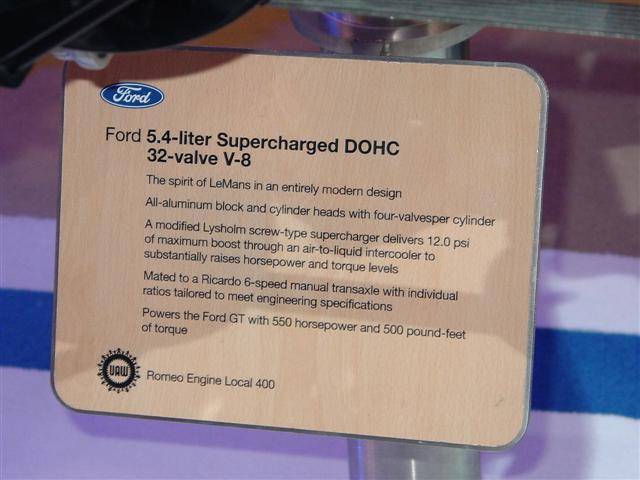 Ford
Ford 5.4-liter Supercharged DOHC
32-valve V-8
The spirit of LeMans in an entirely modern design
All-aluminum block and cylinder heads with four-valvesper cylinder
A modified Lysholm screw-type supercharger delivers 12.0 psi
of maximum boost through an air-to-liquid intercooler to
substantially raises horsepower and torque levels
Mated to a Ricardo 6-speed manual transaxle with individual
ratios tailored to meet engineering specifications
Powers the Ford GT with 550 horsepower and 500 pound-feet
of torque
UAW
Romeo Engine Local 400